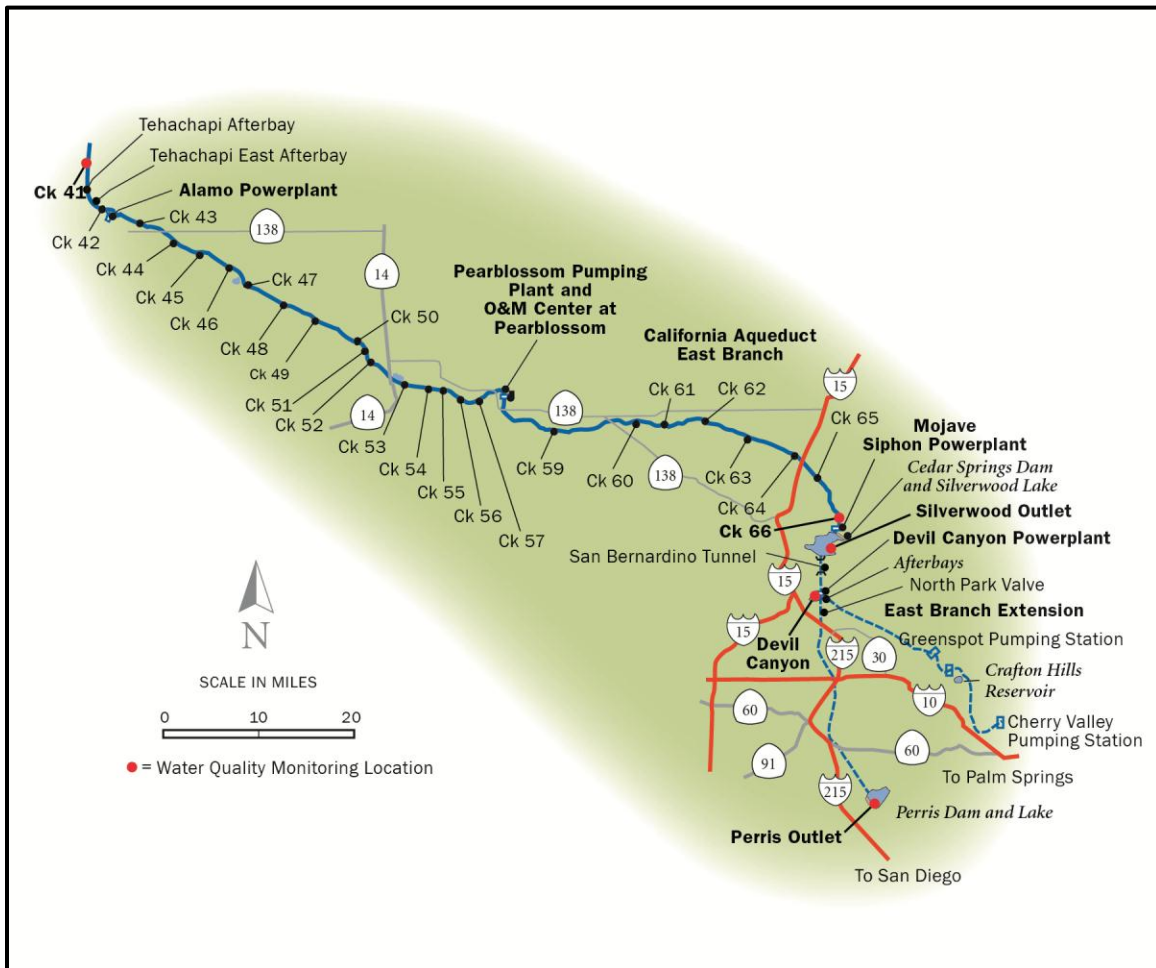 Tehachapi Afterbay
Tehachapi East Afterbay
Ck 41
Alamo Powerplant
Ck 43
138
Ck 42
Ck 44
14
Ck 45
Ck 47
Pearblossom Pumping
Plant and
O&M Center at
Pearblossom
Ck 46
Ck 50
California Aqueduct
East Branch
Ck 48
Ck 49
Ck 61
Ck 62
15
Ck 51
138
Ck 65
Mojave
Siphon Powerplant
14
Ck 52
Ck 53
Ck 59
Ck 60
138
Ck 63
Cedar Springs Dam
and Silverwood Lake
Ck 54
Ck 64
Ck 55
Ck 66
Silverwood Outlet
Ck 56
Ck 57
Devil Canyon Powerplant
San Bernardino Tunnel
Afterbays
15
North Park Valve
East Branch Extension
N
15
Devil
Canyon
215
30
Greenspot Pumping Station
Crafton Hills
Reservoir
SCALE IN MILES
0 10 20
60
10
Cherry Valley
Pumping Station
91
60
= Water Quality Monitoring Location
To Palm Springs
215
Perris Dam and Lake
Perris Outlet
To San Diego